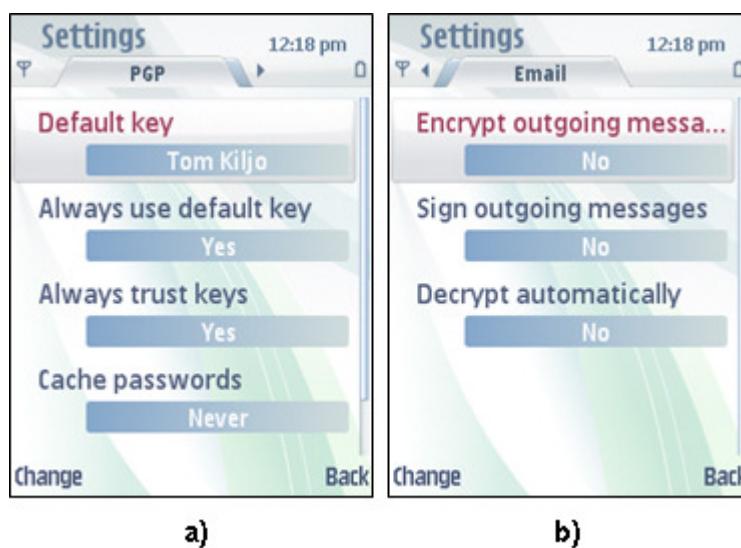 Settings
12:18 pm
PGP
Default key
Tom Kiljo
Always use default key
Yes
Always trust keys
Yes
Cache passwords
Never
Change Back
a)
Settings
12:18 pm
Email
Encrypt outgoing messa...
No
Sign outgoing messages
No
Decrypt automatically
No
Change Back
b)